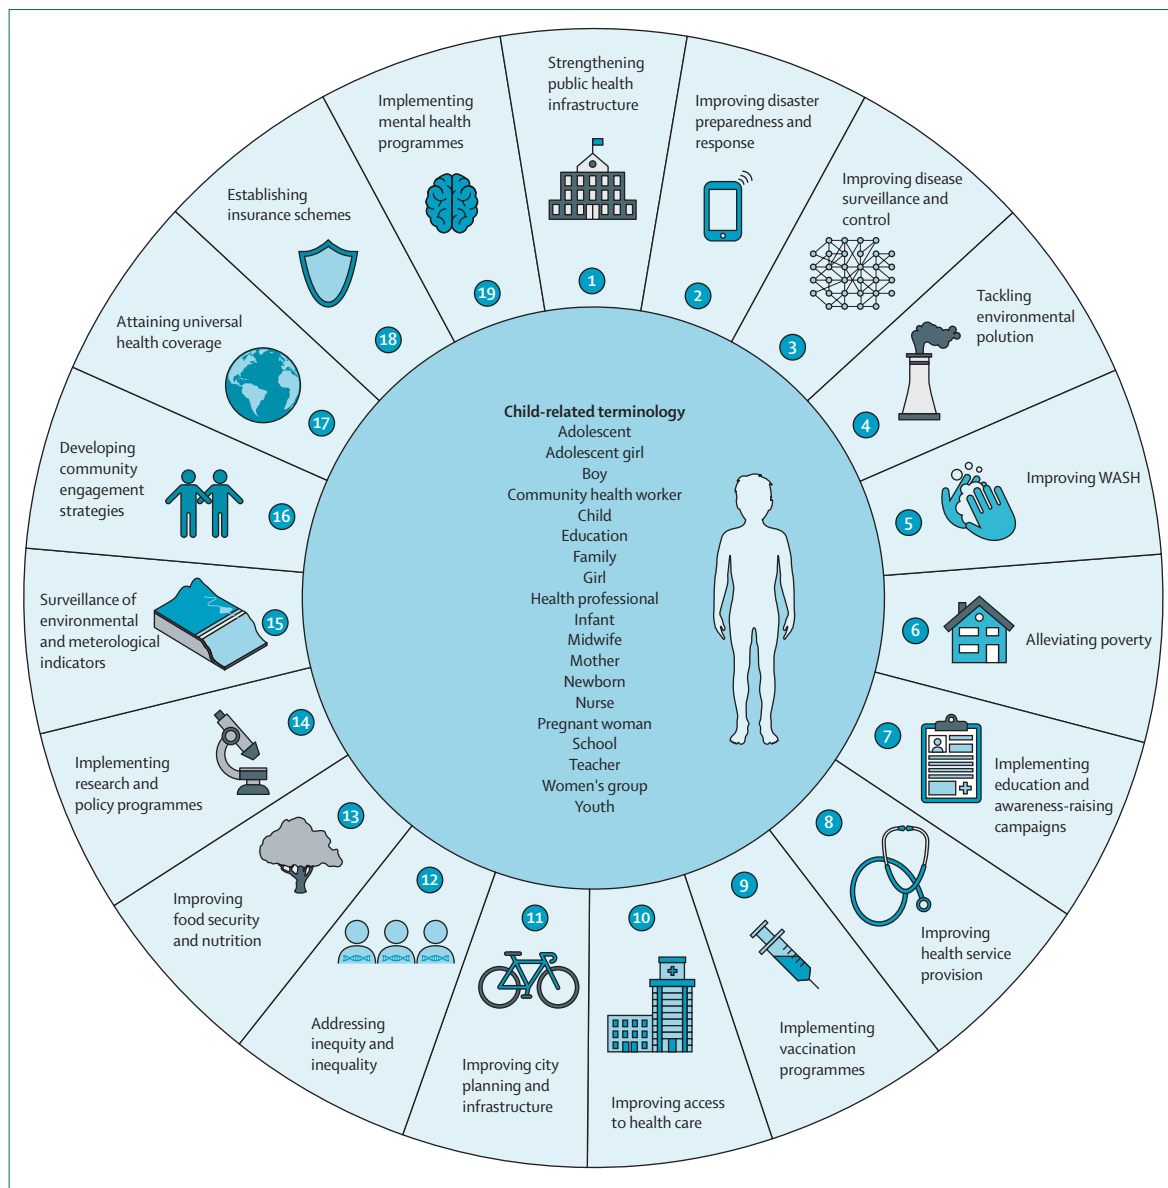 Strengthening
public health
infrastructure
1
Improving disaster
preparedness and
response
2
Improving disease
surveillance and
control
3
Tackling
environmental
polution
4
Improving WASH
5
Alleviating poverty
6
Implementing
education and
awareness-raising
campaigns
7
Improving
health service
provision
8
Implementing
vaccination
programmes
9
Improving access
to health care
10
Improving city
planning and
infrastructure
11
Addressing
inequity and
inequality
12
Improving
food security
and nutrition
13
Implementing
research and
policy programmes
14
Surveillance of
environmental
and meterological
indicators
15
Developing
community
engagement
strategies
16
Attaining universal
health coverage
17
Establishing
insurance schemes
18
Implementing
mental health
programmes
19
Child-related terminology
Adolescent
Adolescent girl
Boy
Community health worker
Child
Education
Family
Girl
Health professional
Infant
Midwife
Mother
Newborn
Nurse
Pregnant woman
School
Teacher
Women's group
Youth